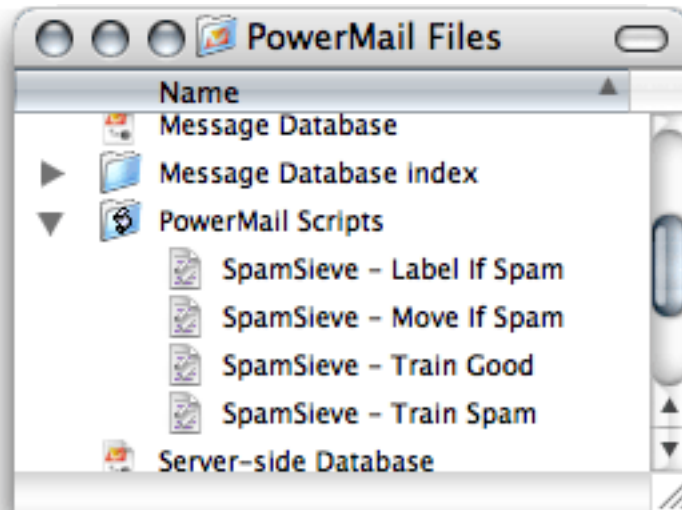 PowerMail Files
Name
Message Database
Message Database index
PowerMail Scripts
SpamSieve – Label If Spam
SpamSieve – Move If Spam
SpamSieve – Train Good
SpamSieve – Train Spam
Server-side Database